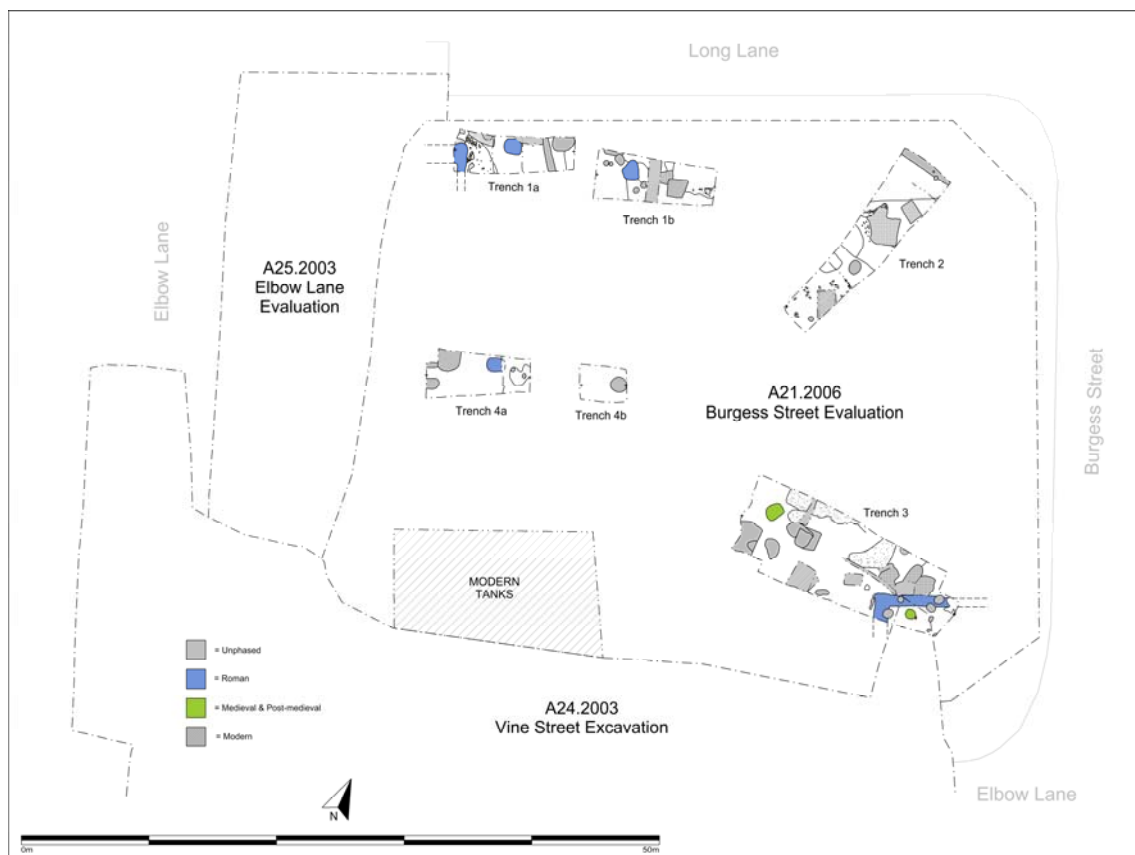 Long Lane
Trench 1a
Trench 1b
Trench 2
Elbow Lane
A25.2003
Elbow Lane
Evaluation
Trench 4a
Trench 4b
A21.2006
Burgess Street Evaluation
Burgess Street
Trench 3
MODERN
TANKS
= Unphased
= Roman
= Medieval & Post-medieval
= Modern
A24.2003
Vine Street Excavation
Elbow Lane
N
0m
50m